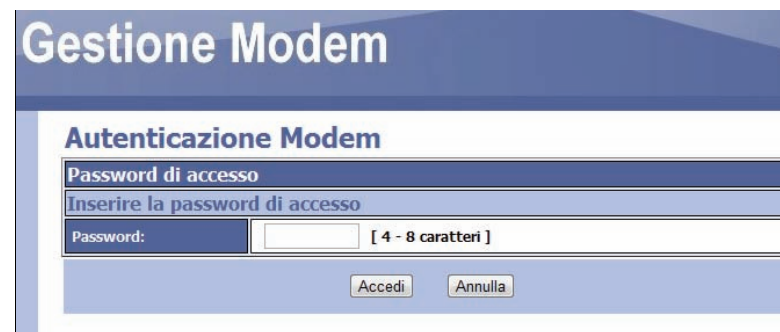 Gestione Modem
Autenticazione Modem
Password di accesso
Inserire la password di accesso
Password: [ 4 - 8 caratteri ]
Accedi Annulla